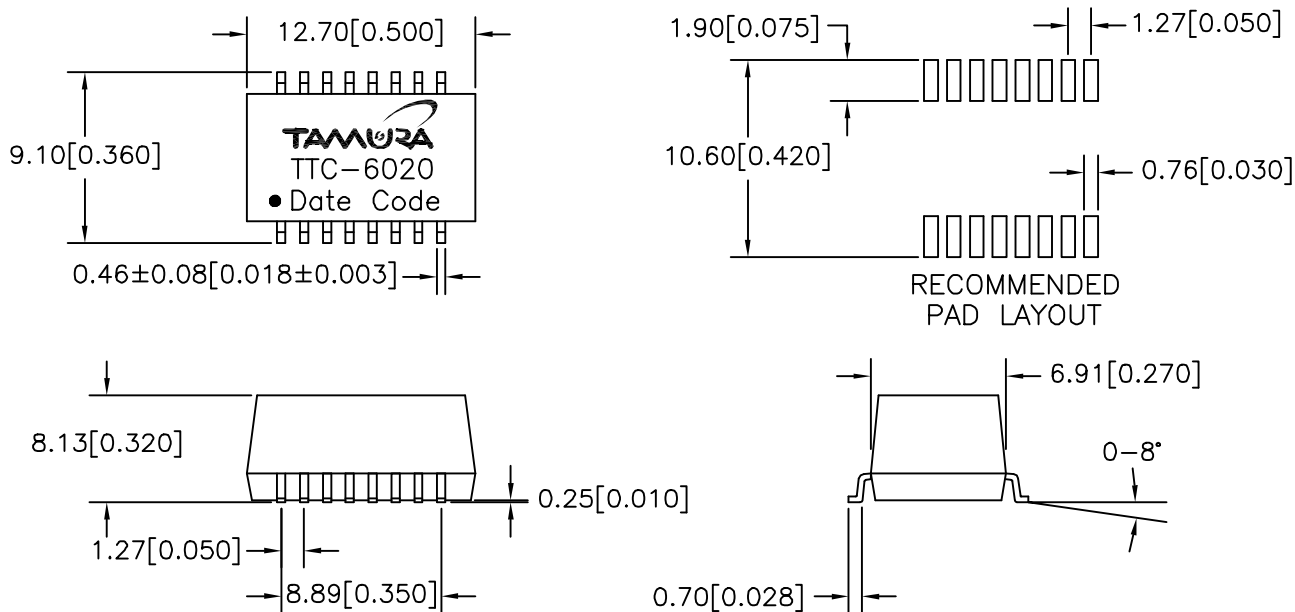 12.70[0.500]
9.10[0.360]
TAMURA
TTC-6020
Date Code
0.46±0.08[0.018±0.003]
1.90[0.075]
1.27[0.050]
10.60[0.420]
0.76[0.030]
RECOMMENDED
PAD LAYOUT
8.13[0.320]
0.25[0.010]
1.27[0.050]
8.89[0.350]
6.91[0.270]
0-8°
0.70[0.028]